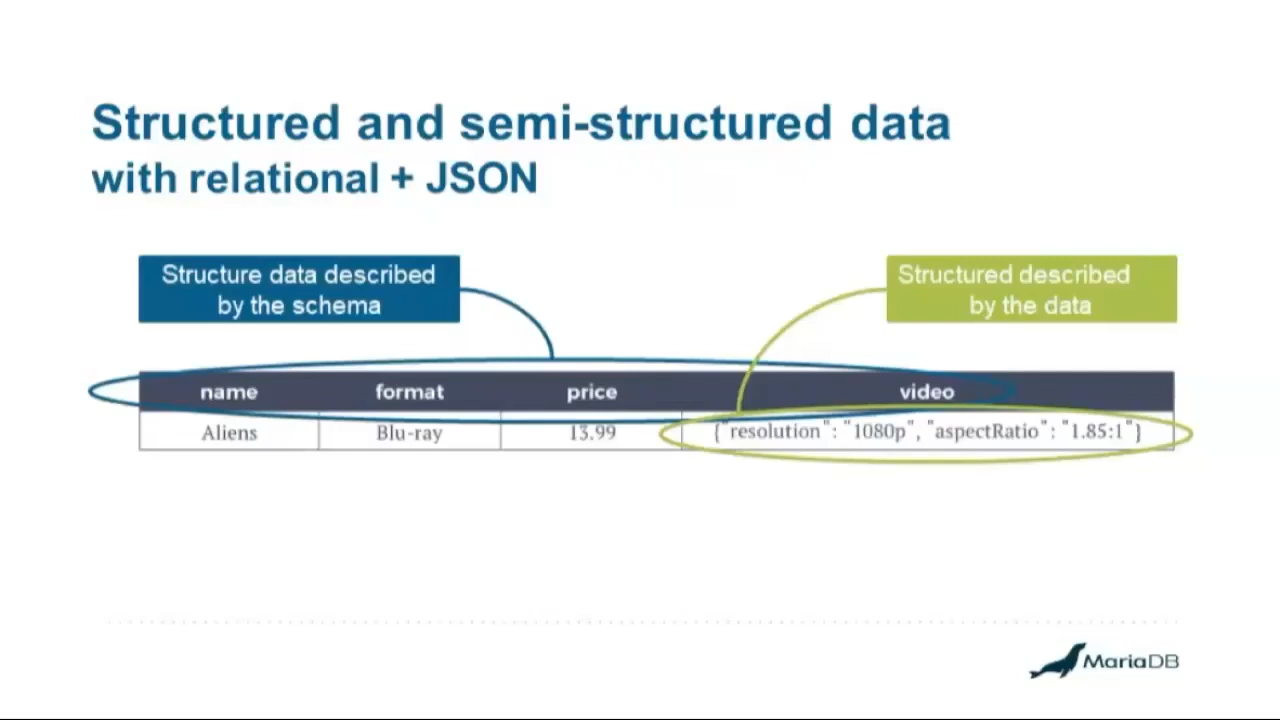 Structured and semi-structured data
with relational + JSON
Structure data described
by the schema
Structured described
by the data
name format price video
Aliens Blu-ray 13.99 {"resolution": "1080p", "aspectRatio": "1.85:1"}
MariaDB